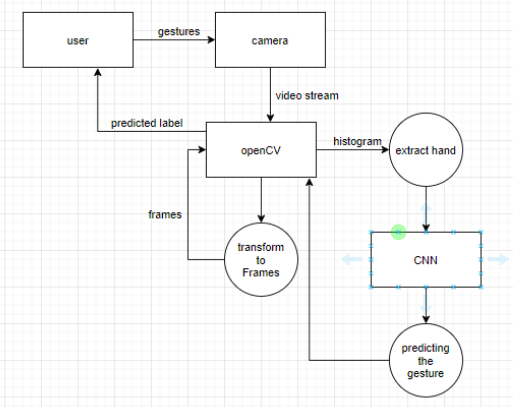 user
gestures
camera
video stream
predicted label
openCV
histogram
extract hand
frames
transform
to
Frames
CNN
predicting
the
gesture